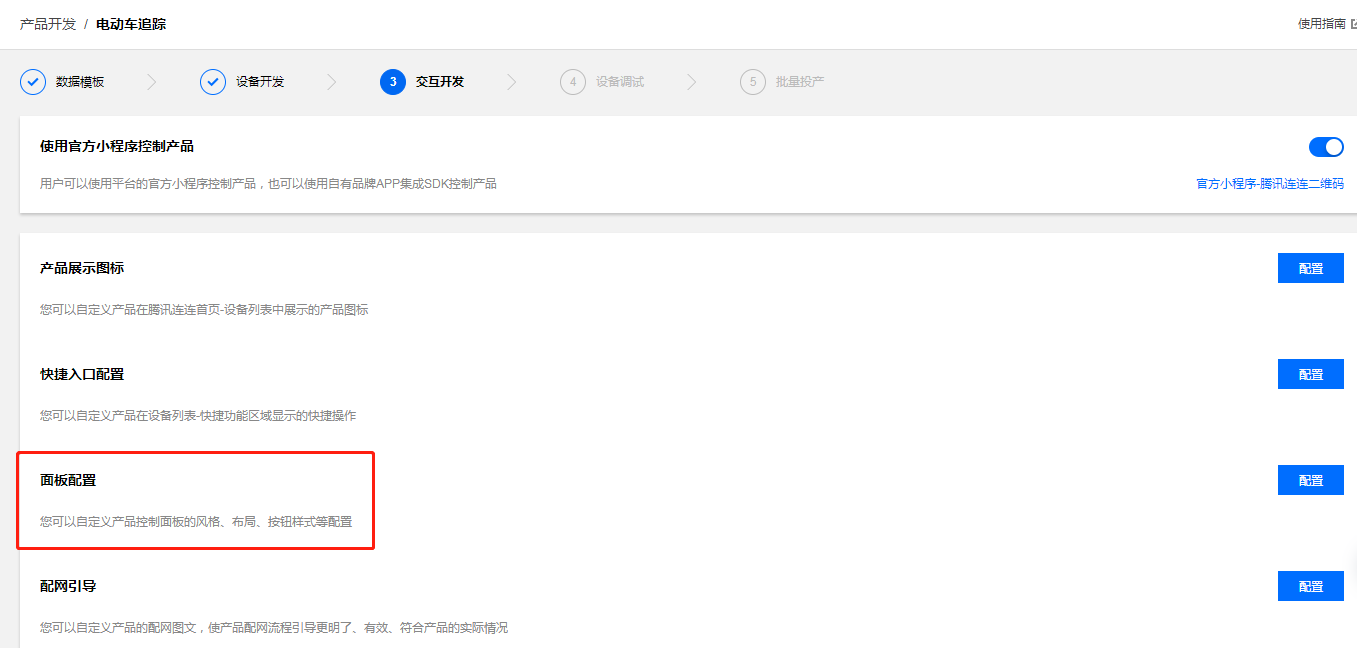 产品开发 / 电动车追踪
使用指南
数据模板
设备开发
3 交互开发
4 设备调试
5 批量投产
使用官方小程序控制产品
用户可以使用平台的官方小程序控制产品，也可以使用自有品牌APP集成SDK控制产品
官方小程序-腾讯连连二维码
产品展示图标
配置
您可以自定义产品在腾讯连连首页-设备列表中展示的产品图标
快捷入口配置
配置
您可以自定义产品在设备列表-快捷功能区域显示的快捷操作
面板配置
配置
您可以自定义产品控制面板的风格、布局、按钮样式等配置
配网引导
配置
您可以自定义产品的配网图文，使产品配网流程引导更明了、有效、符合产品的实际情况